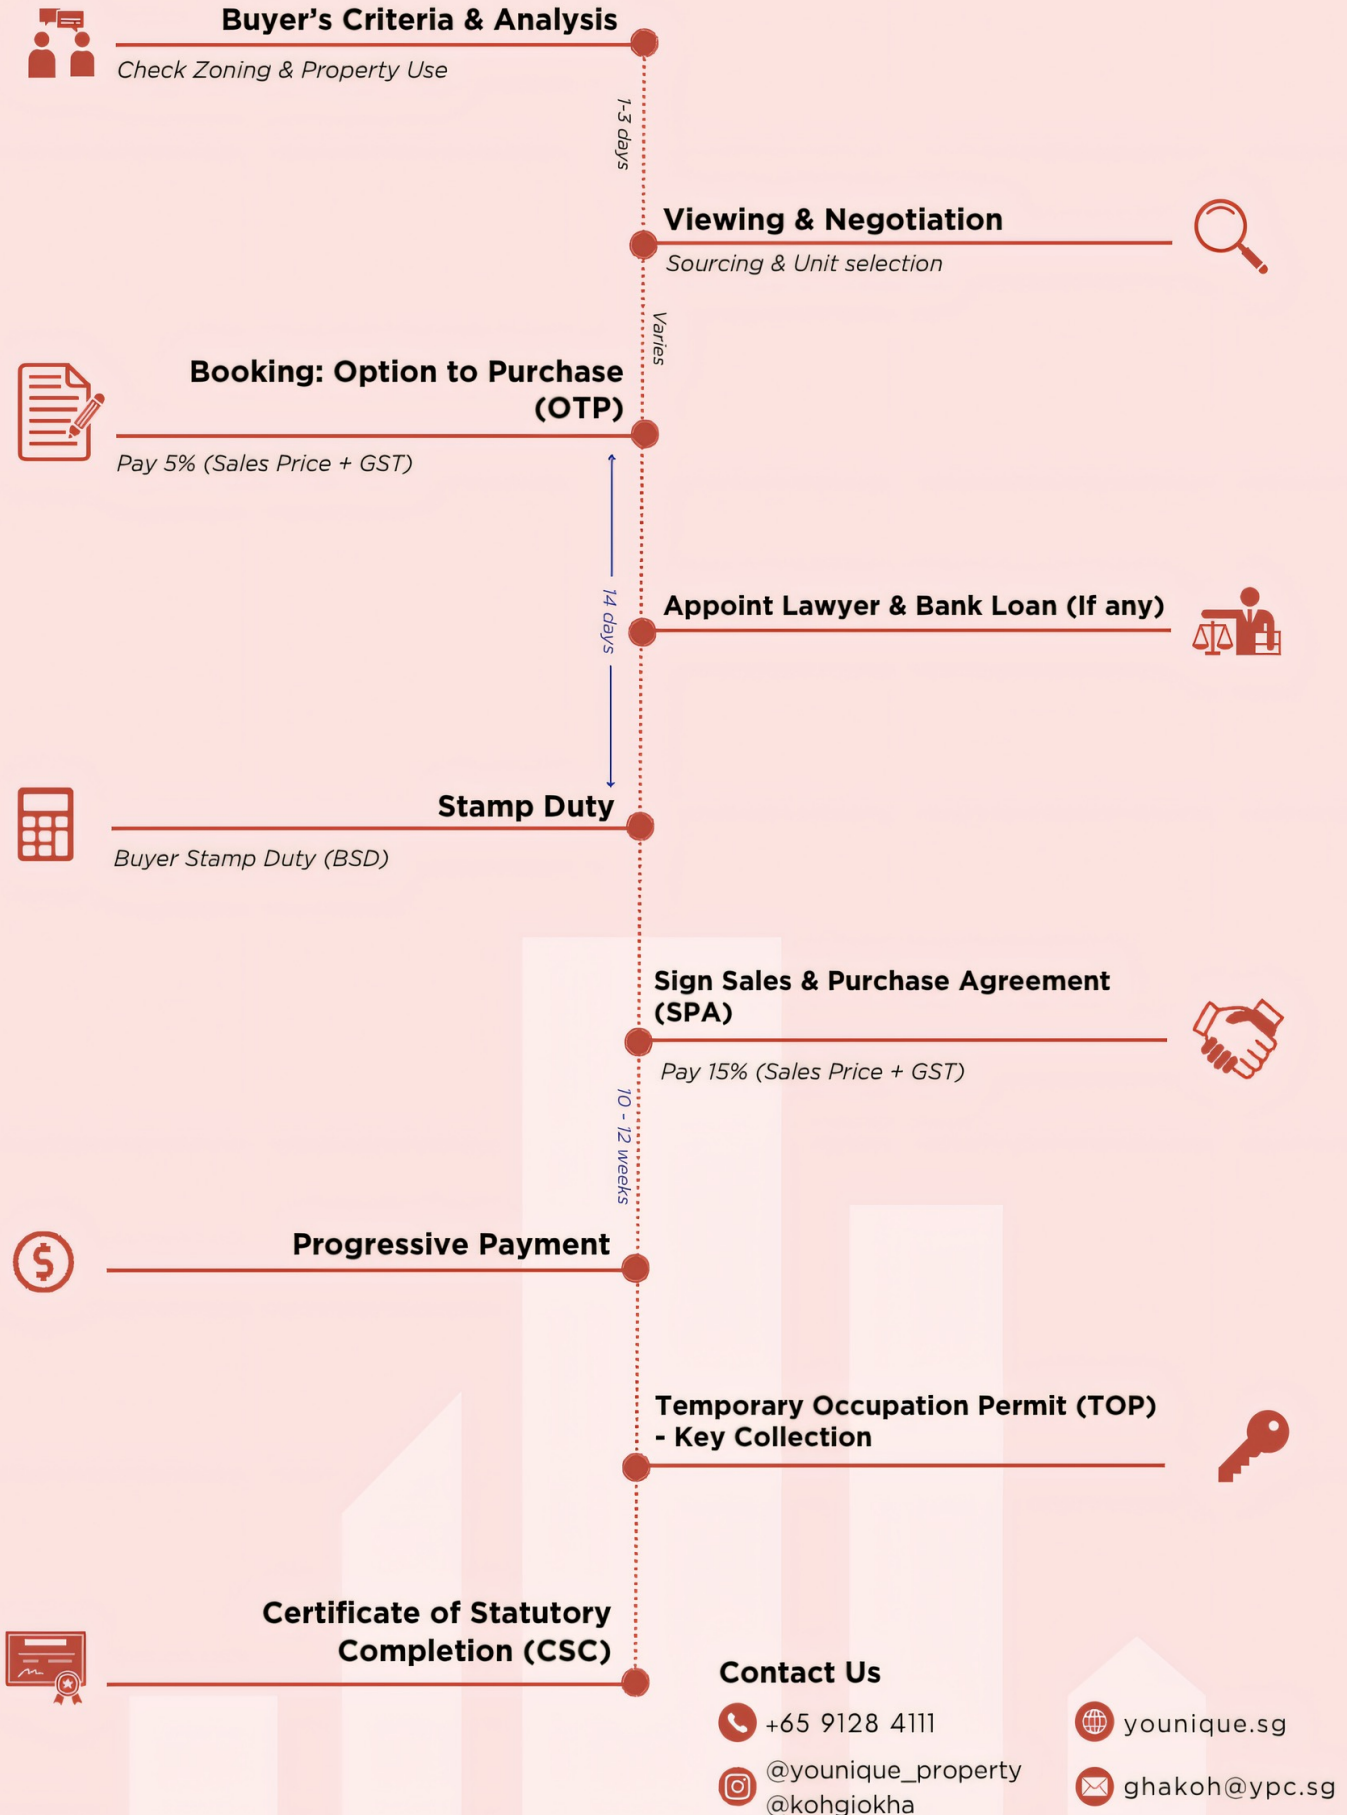 Buyer's Criteria & Analysis
Check Zoning & Property Use
1-3 days
Viewing & Negotiation
Sourcing & Unit selection
Varies
Booking: Option to Purchase
(OTP)
Pay 5% (Sales Price + GST)
14 days
Appoint Lawyer & Bank Loan (If any)
Stamp Duty
Buyer Stamp Duty (BSD)
Sign Sales & Purchase Agreement
(SPA)
Pay 15% (Sales Price + GST)
10 - 12 weeks
Progressive Payment
Temporary Occupation Permit (TOP)
- Key Collection
Certificate of Statutory
Completion (CSC)
Contact Us
+65 9128 4111
younique.sg
@younique_property
@kohgiokha
ghakoh@ypc.sg